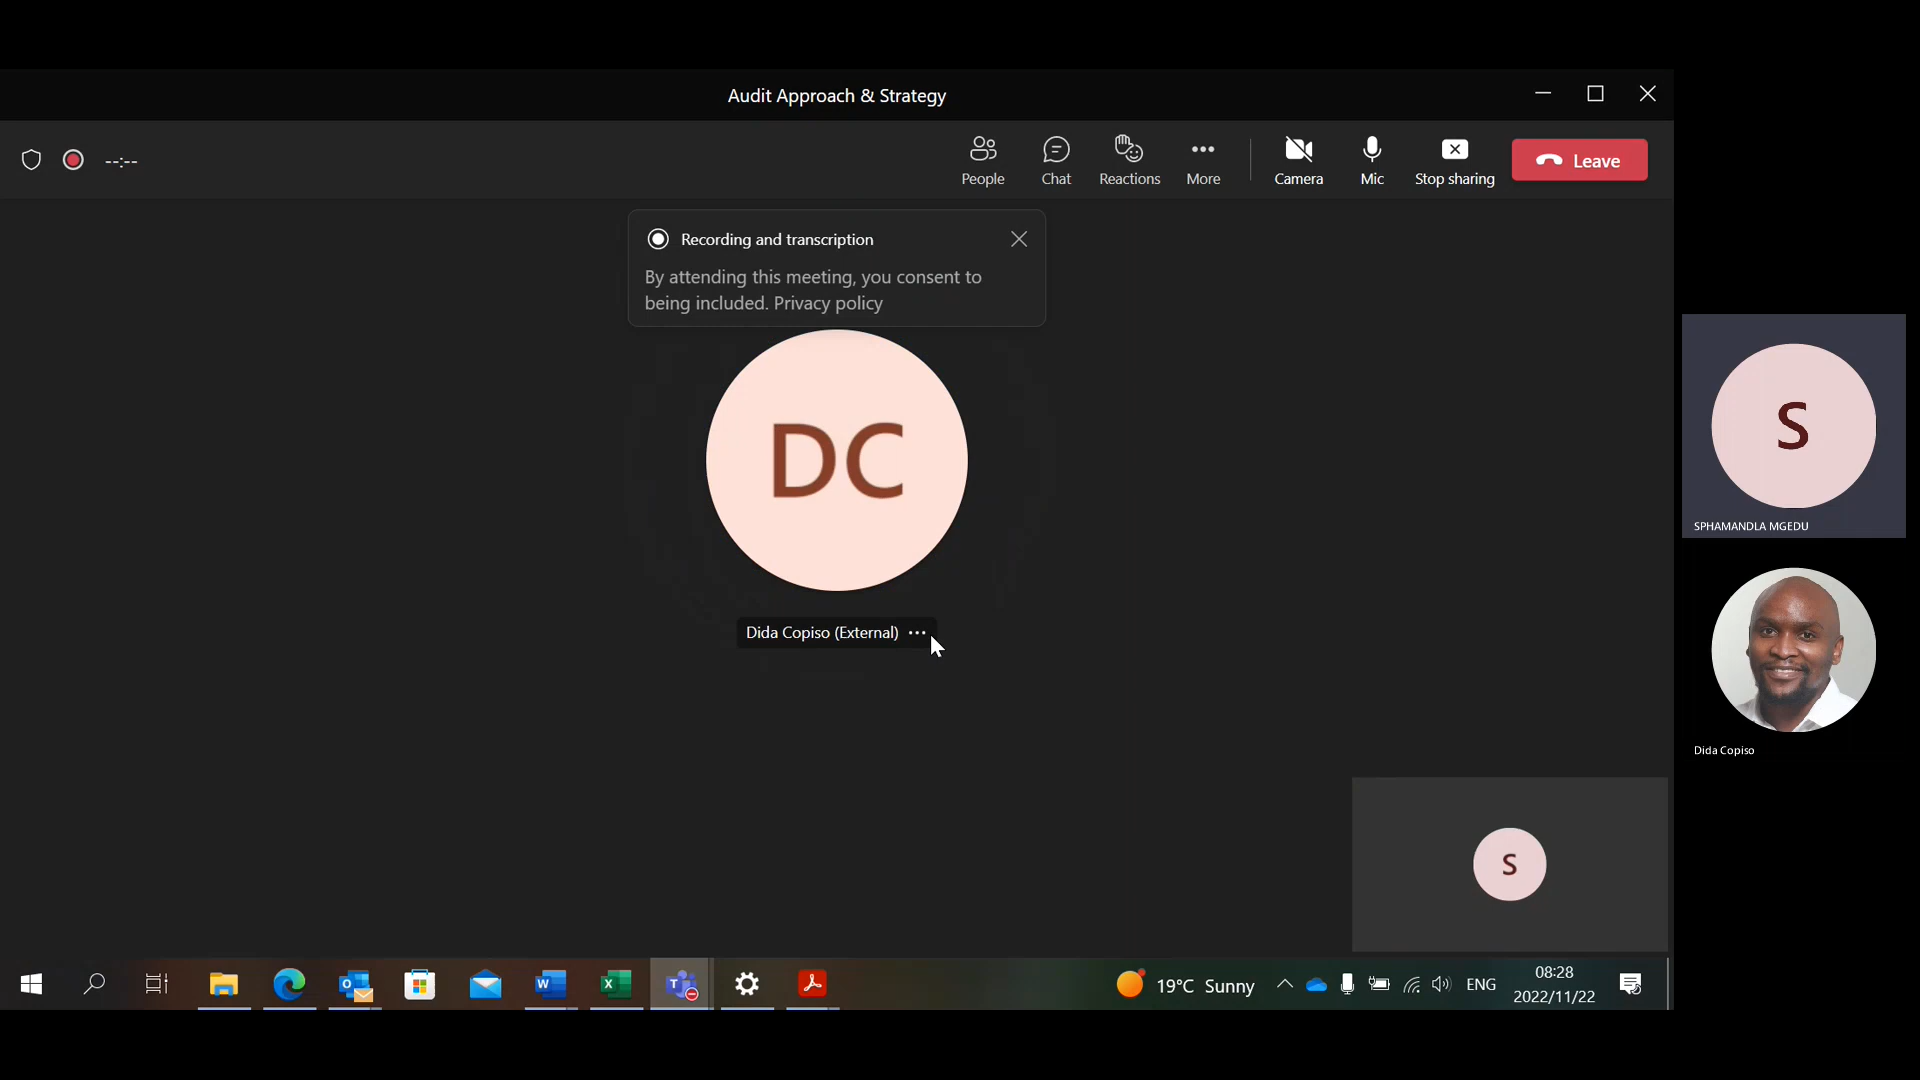 Audit Approach & Strategy
--:--
People
Chat
Reactions
More
Camera
Mic
Stop sharing
Leave
Recording and transcription
By attending this meeting, you consent to
being included. Privacy policy
DC
Dida Copiso (External)
S
SPHAMANDLA MGEDU
Dida Copiso
S
19°C Sunny
ENG
08:28
2022/11/22